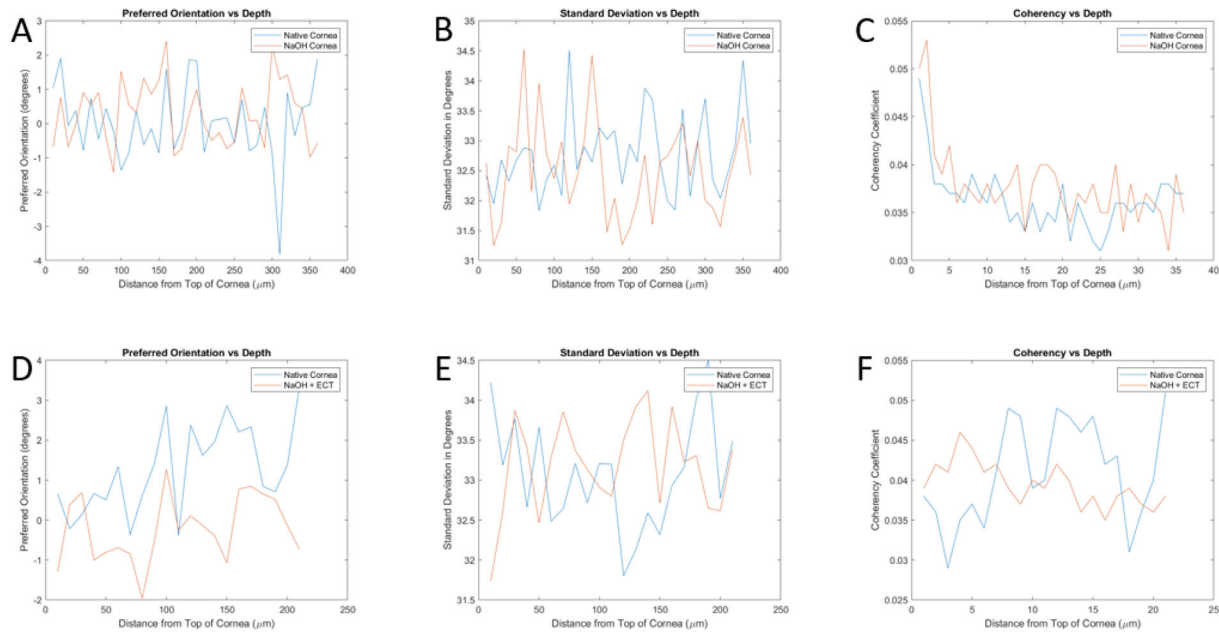 A
Preferred Orientation vs Depth
Native Cornea
NaOH Cornea
Preferred Orientation (degrees)
3
2
1
0
-1
-2
-3
-4
0 50 100 150 200 250 300 350 400
Distance from Top of Cornea (μm)
B
Standard Deviation vs Depth
Native Cornea
NaOH Cornea
Standard Deviation in Degrees
35
34.5
34
33.5
33
32.5
32
31.5
31
0 50 100 150 200 250 300 350 400
Distance from Top of Cornea (μm)
C
Coherency vs Depth
Native Cornea
NaOH Cornea
Coherency Coefficient
0.055
0.05
0.045
0.04
0.035
0.03
0 5 10 15 20 25 30 35 40
Distance from Top of Cornea (μm)
D
Preferred Orientation vs Depth
Native Cornea
NaOH + ECT
Preferred Orientation (degrees)
4
3
2
1
0
-1
-2
0 50 100 150 200 250
Distance from Top of Cornea (μm)
E
Standard Deviation vs Depth
Native Cornea
NaOH + ECT
Standard Deviation in Degrees
34.5
34
33.5
33
32.5
32
31.5
0 50 100 150 200 250
Distance from Top of Cornea (μm)
F
Coherency vs Depth
Native Cornea
NaOH + ECT
Coherency Coefficient
0.055
0.05
0.045
0.04
0.035
0.03
0.025
0 5 10 15 20 25
Distance from Top of Cornea (μm)